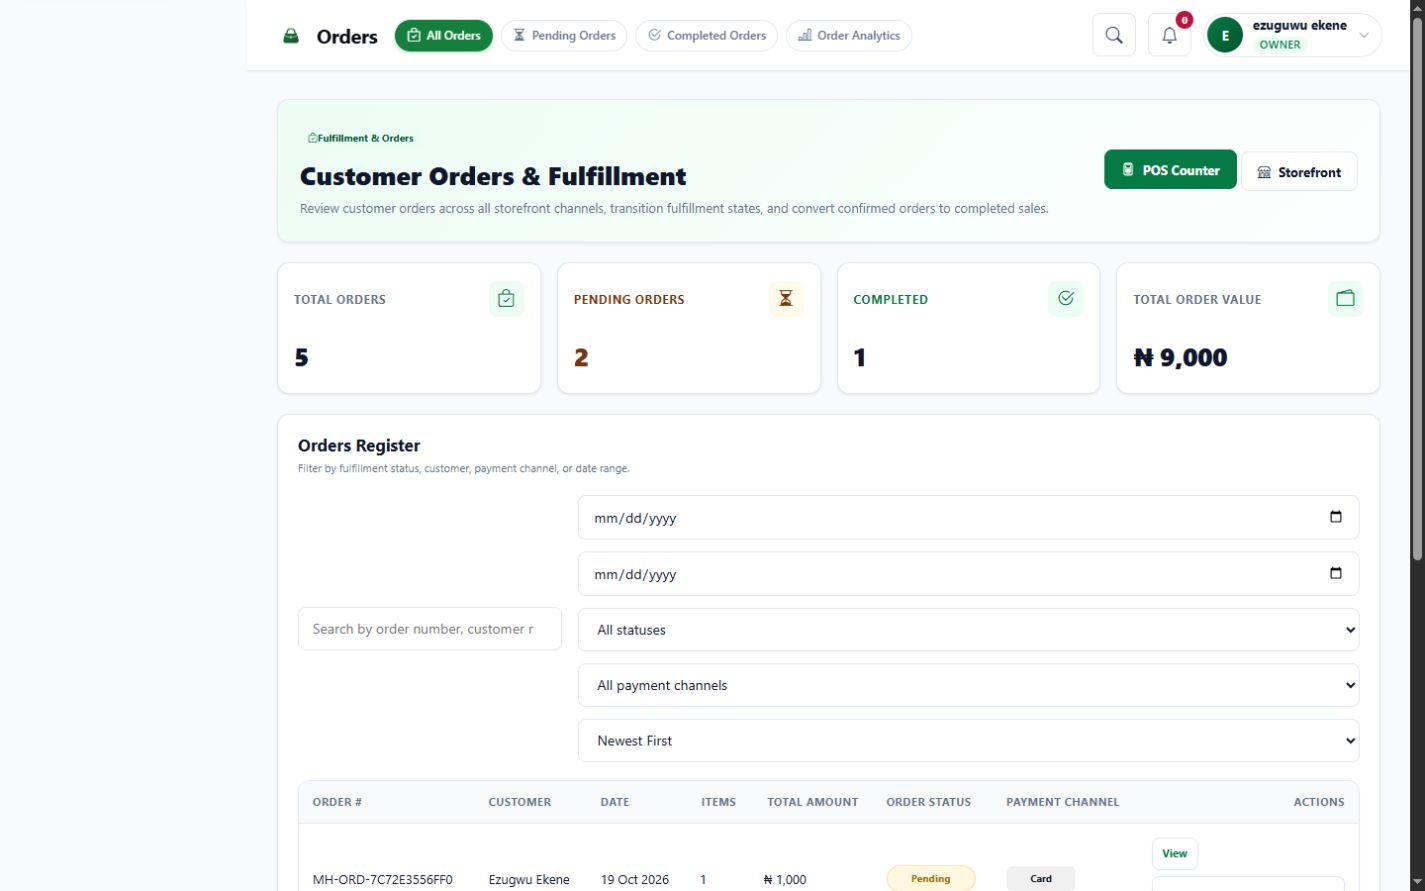 Orders All Orders Pending Orders Completed Orders Order Analytics 0 E ezuguwu ekene
OWNER
Fulfillment & Orders
Customer Orders & Fulfillment
Review customer orders across all storefront channels, transition fulfillment states, and convert confirmed orders to completed sales.
POS Counter Storefront
TOTAL ORDERS
5
PENDING ORDERS
2
COMPLETED
1
TOTAL ORDER VALUE
₦ 9,000
Orders Register
Filter by fulfillment status, customer, payment channel, or date range.
mm/dd/yyyy
mm/dd/yyyy
Search by order number, customer r
All statuses
All payment channels
Newest First
ORDER # CUSTOMER DATE ITEMS TOTAL AMOUNT ORDER STATUS PAYMENT CHANNEL ACTIONS
View
MH-ORD-7C72E3556FF0 Ezugwu Ekene 19 Oct 2026 1 ₦ 1,000 Pending Card